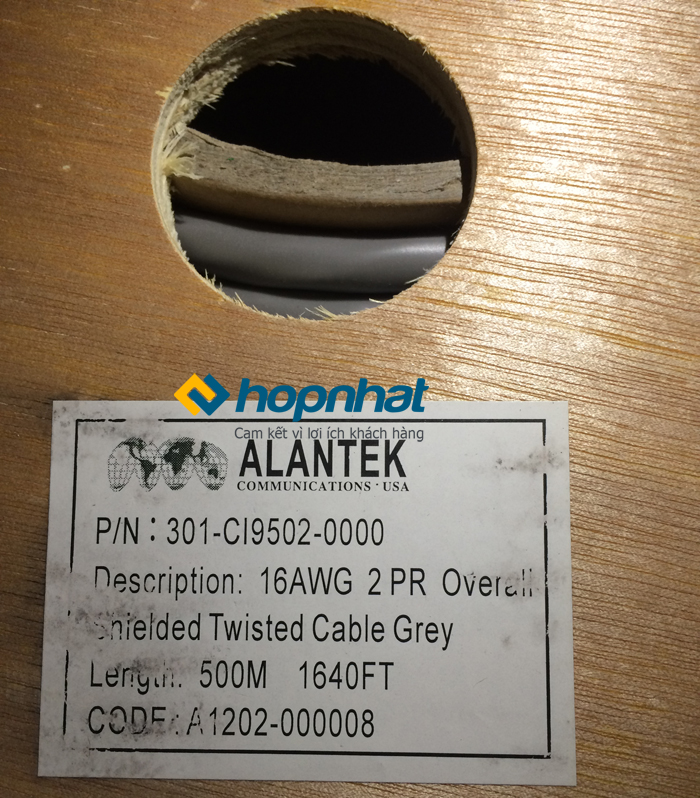 hopnhat
Cam kết vì lợi ích khách hàng
ALANTEK
COMMUNICATIONS · USA
P/N : 301-CI9502-0000
Description: 16AWG 2 PR Overall
Shielded Twisted Cable Grey
Length: 500M 1640FT
CODE : A1202-000008